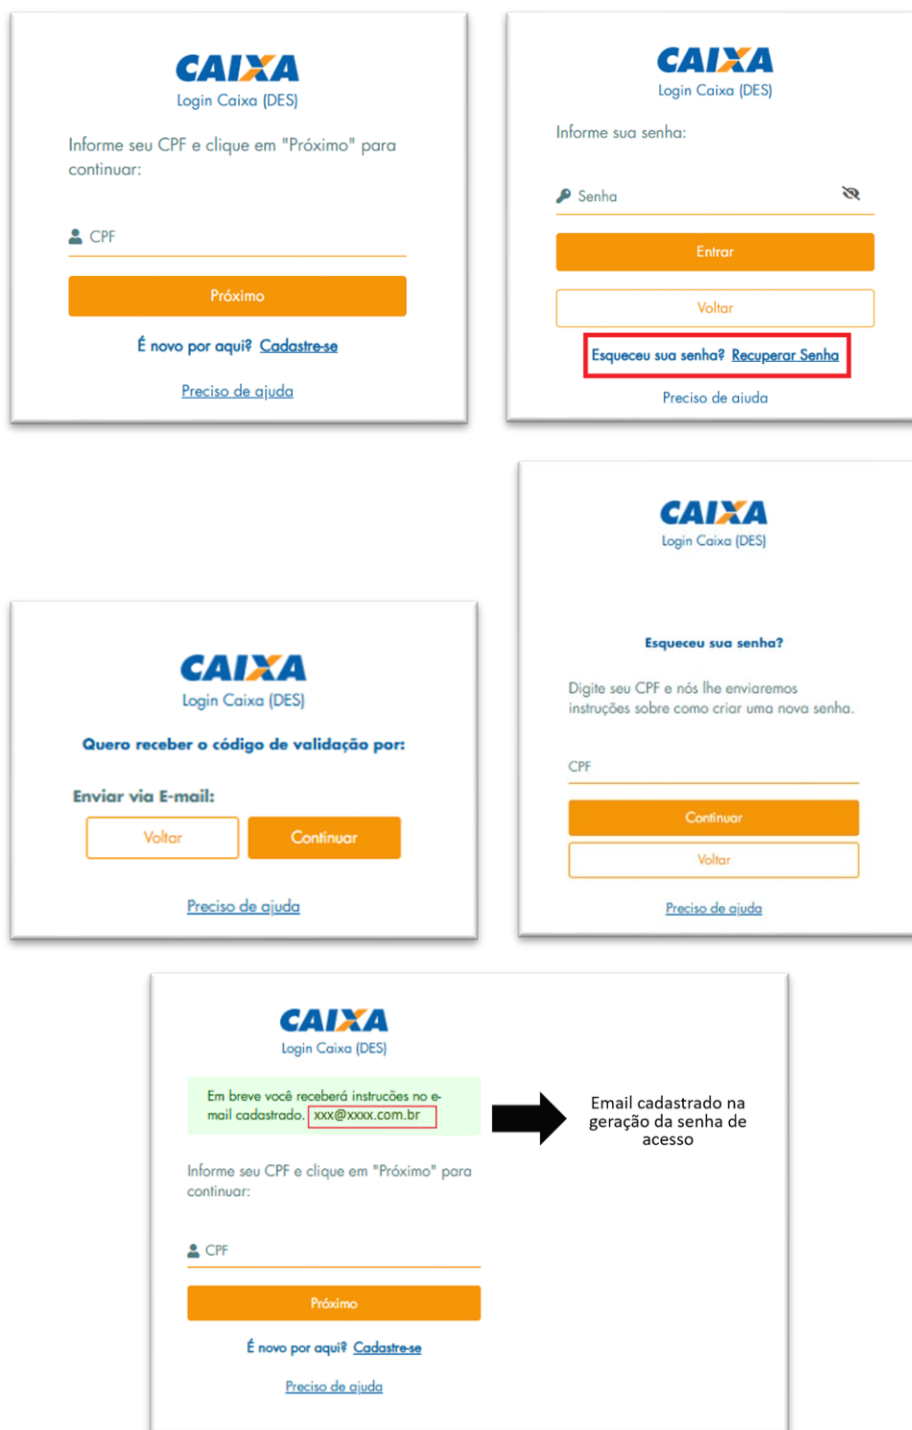 CAIXA
Login Caixa (DES)
Informe seu CPF e clique em "Próximo" para
continuar:
CPF
Próximo
É novo por aqui? Cadastre-se
Preciso de ajuda
CAIXA
Login Caixa (DES)
Informe sua senha:
Senha
Entrar
Voltar
Esqueceu sua senha? Recuperar Senha
Preciso de ajuda
CAIXA
Login Caixa (DES)
Quero receber o código de validação por:
Enviar via E-mail:
Voltar Continuar
Preciso de ajuda
CAIXA
Login Caixa (DES)
Esqueceu sua senha?
Digite seu CPF e nós lhe enviaremos
instruções sobre como criar uma nova senha.
CPF
Continuar
Voltar
Preciso de ajuda
CAIXA
Login Caixa (DES)
Em breve você receberá instrucões no e-
mail cadastrado. xxx@xxxx.com.br
Email cadastrado na
geração da senha de
acesso
Informe seu CPF e clique em "Próximo" para
continuar:
CPF
Próximo
É novo por aqui? Cadastre-se
Preciso de ajuda